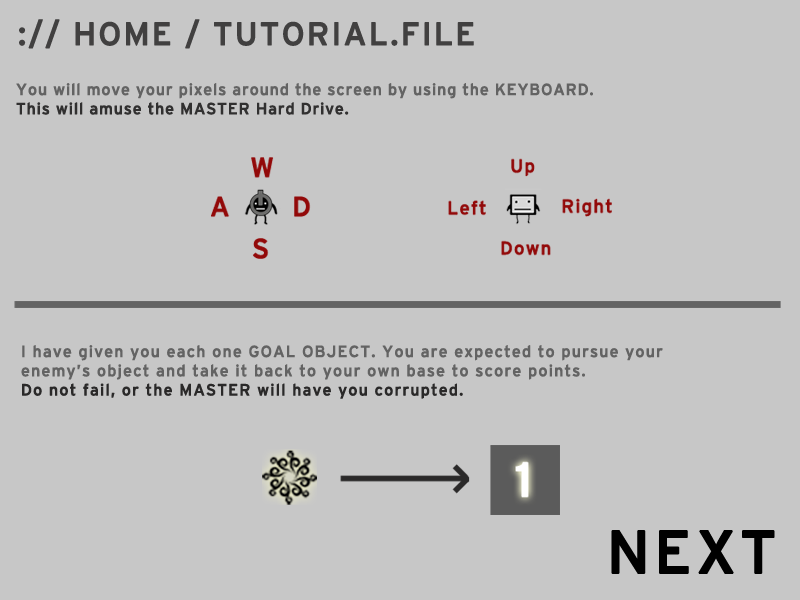 :// HOME / TUTORIAL.FILE
You will move your pixels around the screen by using the KEYBOARD.
This will amuse the MASTER Hard Drive.
W
A D
S
Up
Left Right
Down
I have given you each one GOAL OBJECT. You are expected to pursue your
enemy's object and take it back to your own base to score points.
Do not fail, or the MASTER will have you corrupted.
1
NEXT